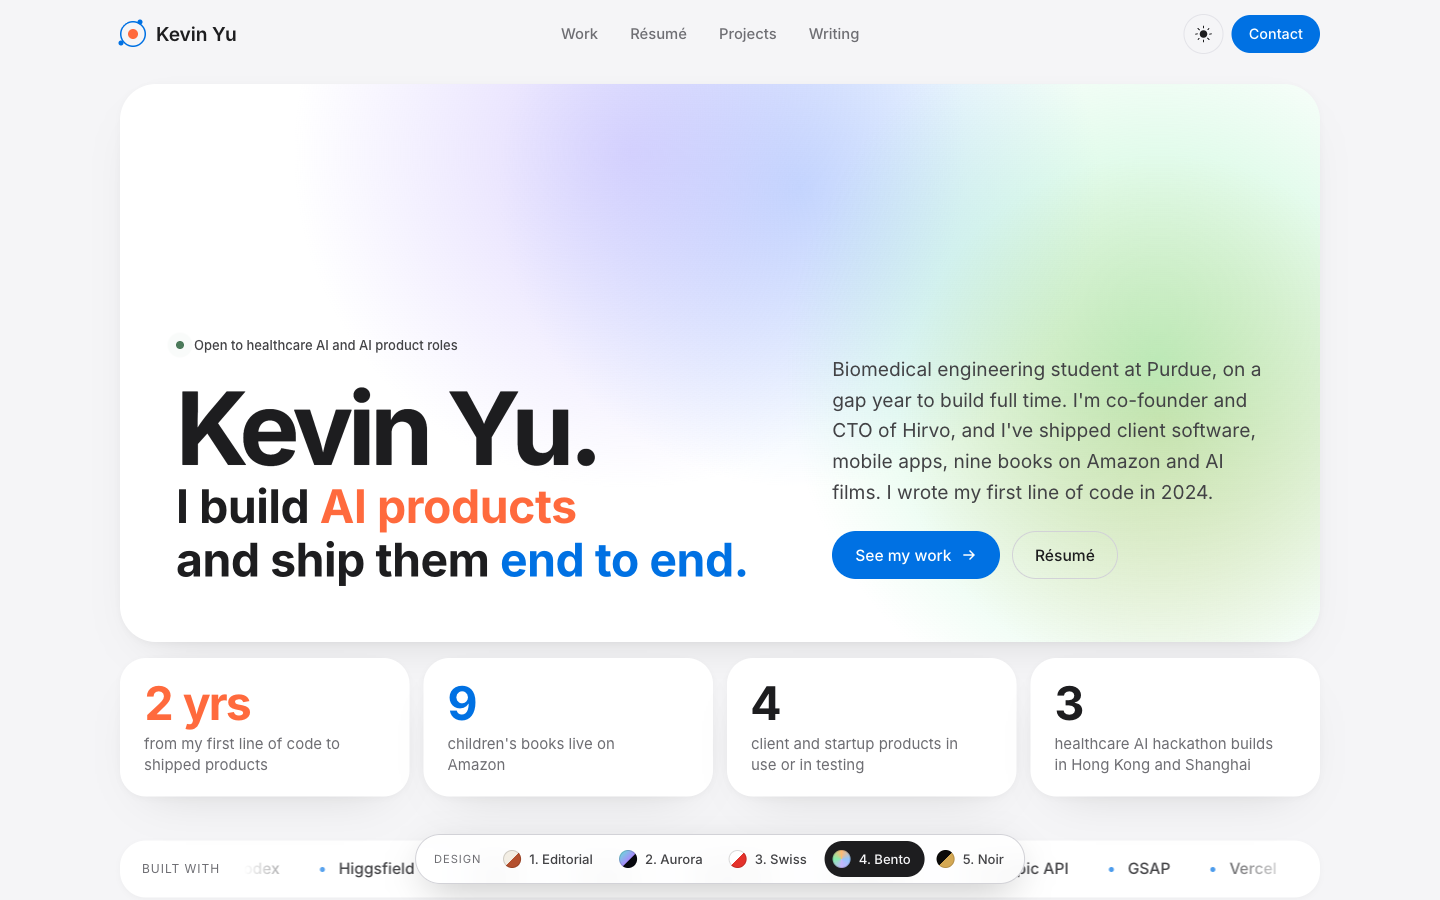 Kevin Yu
Work
Résumé
Projects
Writing
Contact
Open to healthcare AI and AI product roles
Kevin Yu.
I build AI products
and ship them end to end.
Biomedical engineering student at Purdue, on a
gap year to build full time. I'm co-founder and
CTO of Hirvo, and I've shipped client software,
mobile apps, nine books on Amazon and AI
films. I wrote my first line of code in 2024.
See my work →
Résumé
2 yrs
from my first line of code to
shipped products
9
children's books live on
Amazon
4
client and startup products in
use or in testing
3
healthcare AI hackathon builds
in Hong Kong and Shanghai
BUILT WITH
Higgsfield
API
GSAP
Vercel
DESIGN
1. Editorial
2. Aurora
3. Swiss
4. Bento
5. Noir